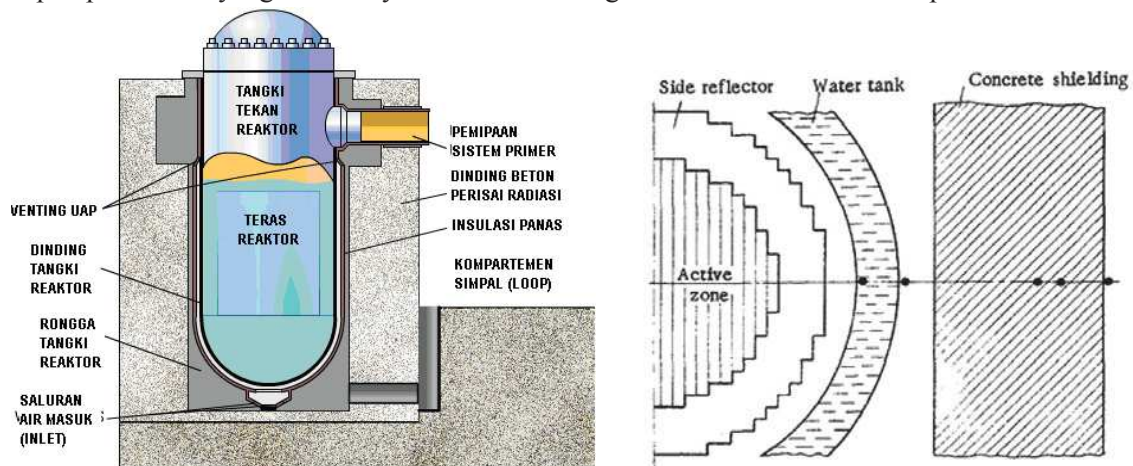 TANGKI
TEKAN
REAKTOR
PEMIPAAN
SISTEM PRIMER
DINDING BETON
PERISAI RADIASI
VENTING UAP
TERAS
REAKTOR
INSULASI PANAS
DINDING
TANGKI
REAKTOR
KOMPARTEMEN
SIMPAL (LOOP)
RONGGA
TANGKI
REAKTOR
SALURAN
AIR MASUK
(INLET)
Side reflector
Water tank
Concrete shielding
Active
zone